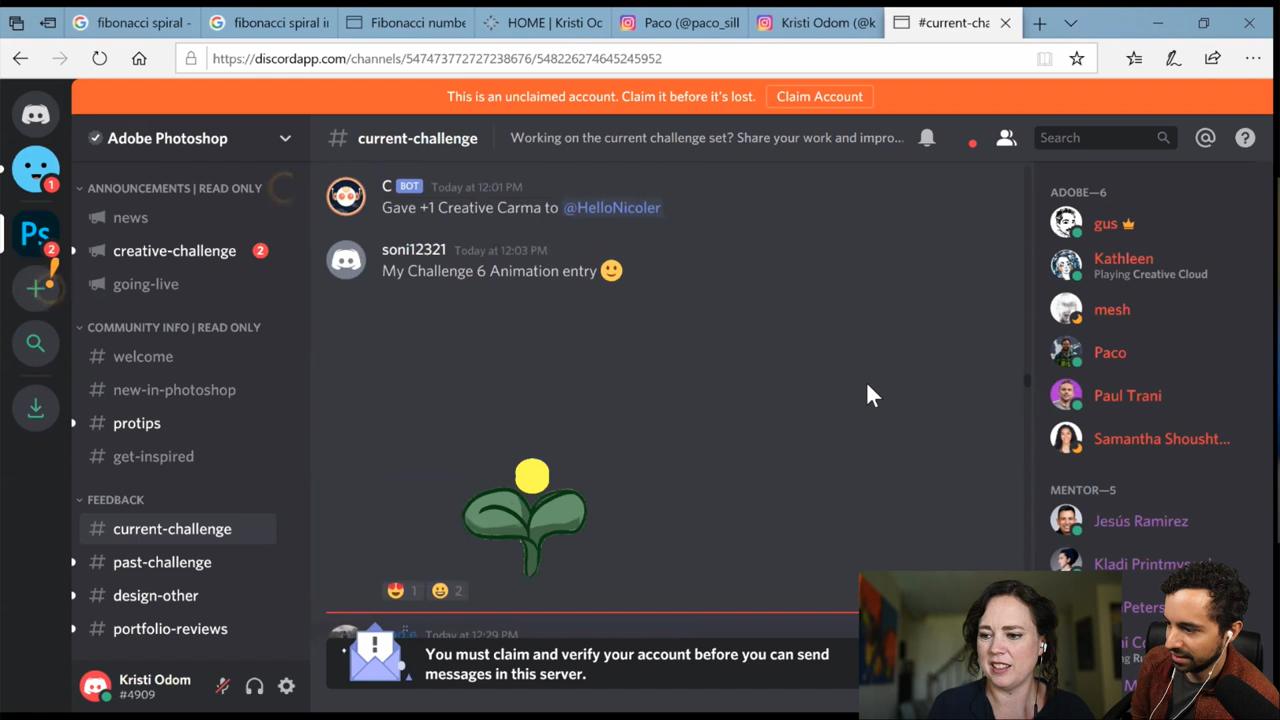 fibonacci spiral -
fibonacci spiral ir
Fibonacci numbe
HOME | Kristi Oc
Paco (@paco_sill
Kristi Odom (@k
#current-cha
https://discordapp.com/channels/547473772727238676/548226274645245952
This is an unclaimed account. Claim it before it's lost.
Claim Account
Adobe Photoshop
# current-challenge
Working on the current challenge set? Share your work and impro...
Search
ANNOUNCEMENTS | READ ONLY
news
creative-challenge
2
going-live
1
Ps
2
COMMUNITY INFO | READ ONLY
# welcome
# new-in-photoshop
# protips
# get-inspired
FEEDBACK
# current-challenge
# past-challenge
# design-other
# portfolio-reviews
Kristi Odom
#4909
C BOT Today at 12:01 PM
Gave +1 Creative Carma to @HelloNicoler
soni12321 Today at 12:03 PM
My Challenge 6 Animation entry
1
2
Today at 12:29 PM
You must claim and verify your account before you can send
messages in this server.
ADOBE—6
gus
Kathleen
Playing Creative Cloud
mesh
Paco
Paul Trani
Samantha Shousht...
MENTOR—5
Jesús Ramirez
Kladi Printmys